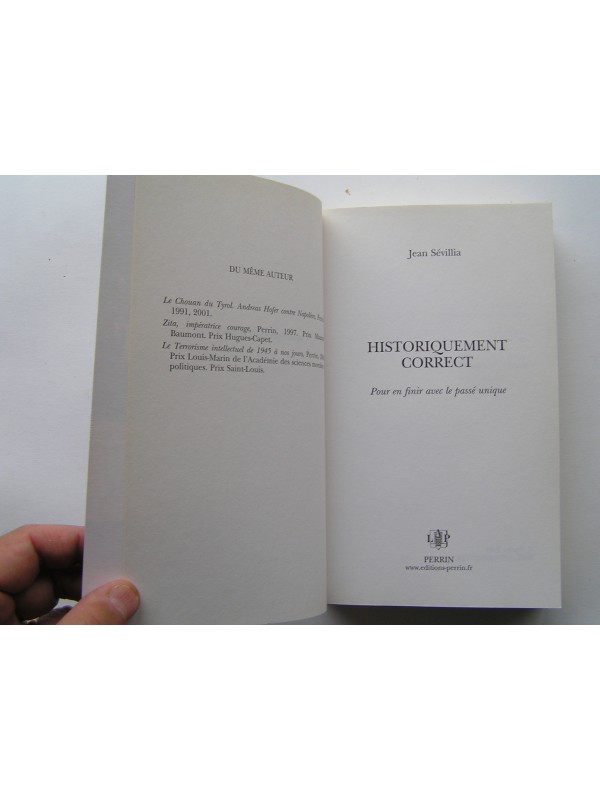 DU MÊME AUTEUR
Le Chouan du Tyrol. Andreas Hofer contre Napoléon,
1991, 2001.
Zita, impératrice courage, Perrin, 1997. Prix
Baumont. Prix Hugues-Capet.
Le Terrorisme intellectuel de 1945 à nos jours, Perrin,
Prix Louis-Marin de l'Académie des sciences
politiques. Prix Saint-Louis.
Jean Sévillia
HISTORIQUEMENT
CORRECT
Pour en finir avec le passé unique
L A P
PERRIN
www.editions-perrin.fr